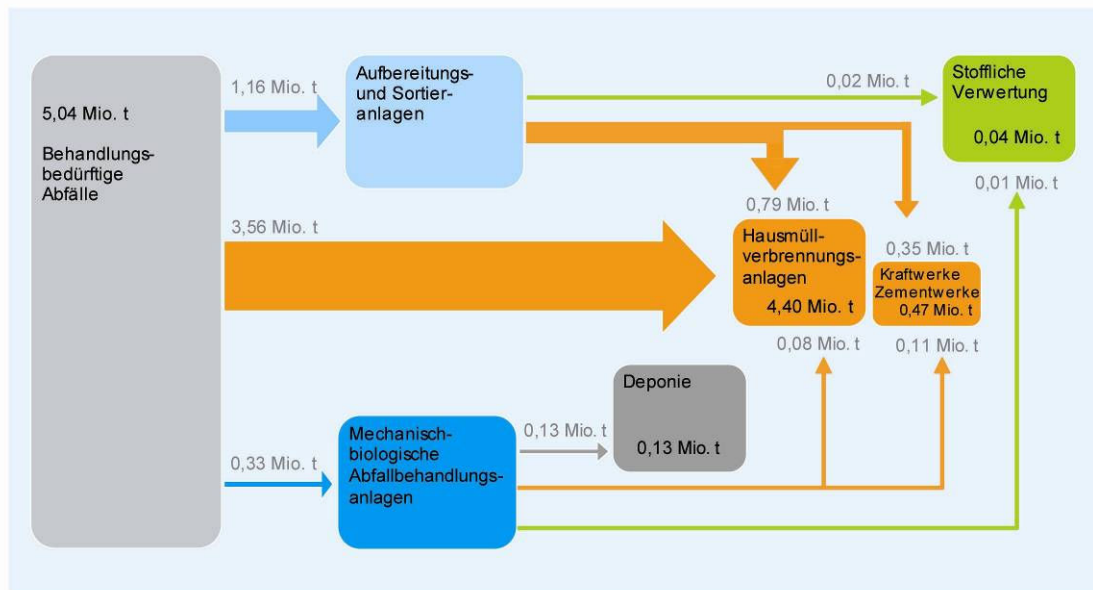 5,04 Mio. t
Behandlungs-
bedürftige
Abfälle
1,16 Mio. t
Aufbereitungs-
und Sortier-
anlagen
0,02 Mio. t
Stoffliche
Verwertung
0,04 Mio. t
0,01 Mio. t
3,56 Mio. t
0,79 Mio. t
Hausmüll-
verbrennungs-
anlagen
4,40 Mio. t
0,08 Mio. t
0,35 Mio. t
Kraftwerke
Zementwerke
0,47 Mio. t
0,11 Mio. t
0,33 Mio. t
Mechanisch-
biologische
Abfallbehandlungs-
anlagen
0,13 Mio. t
Deponie
0,13 Mio. t